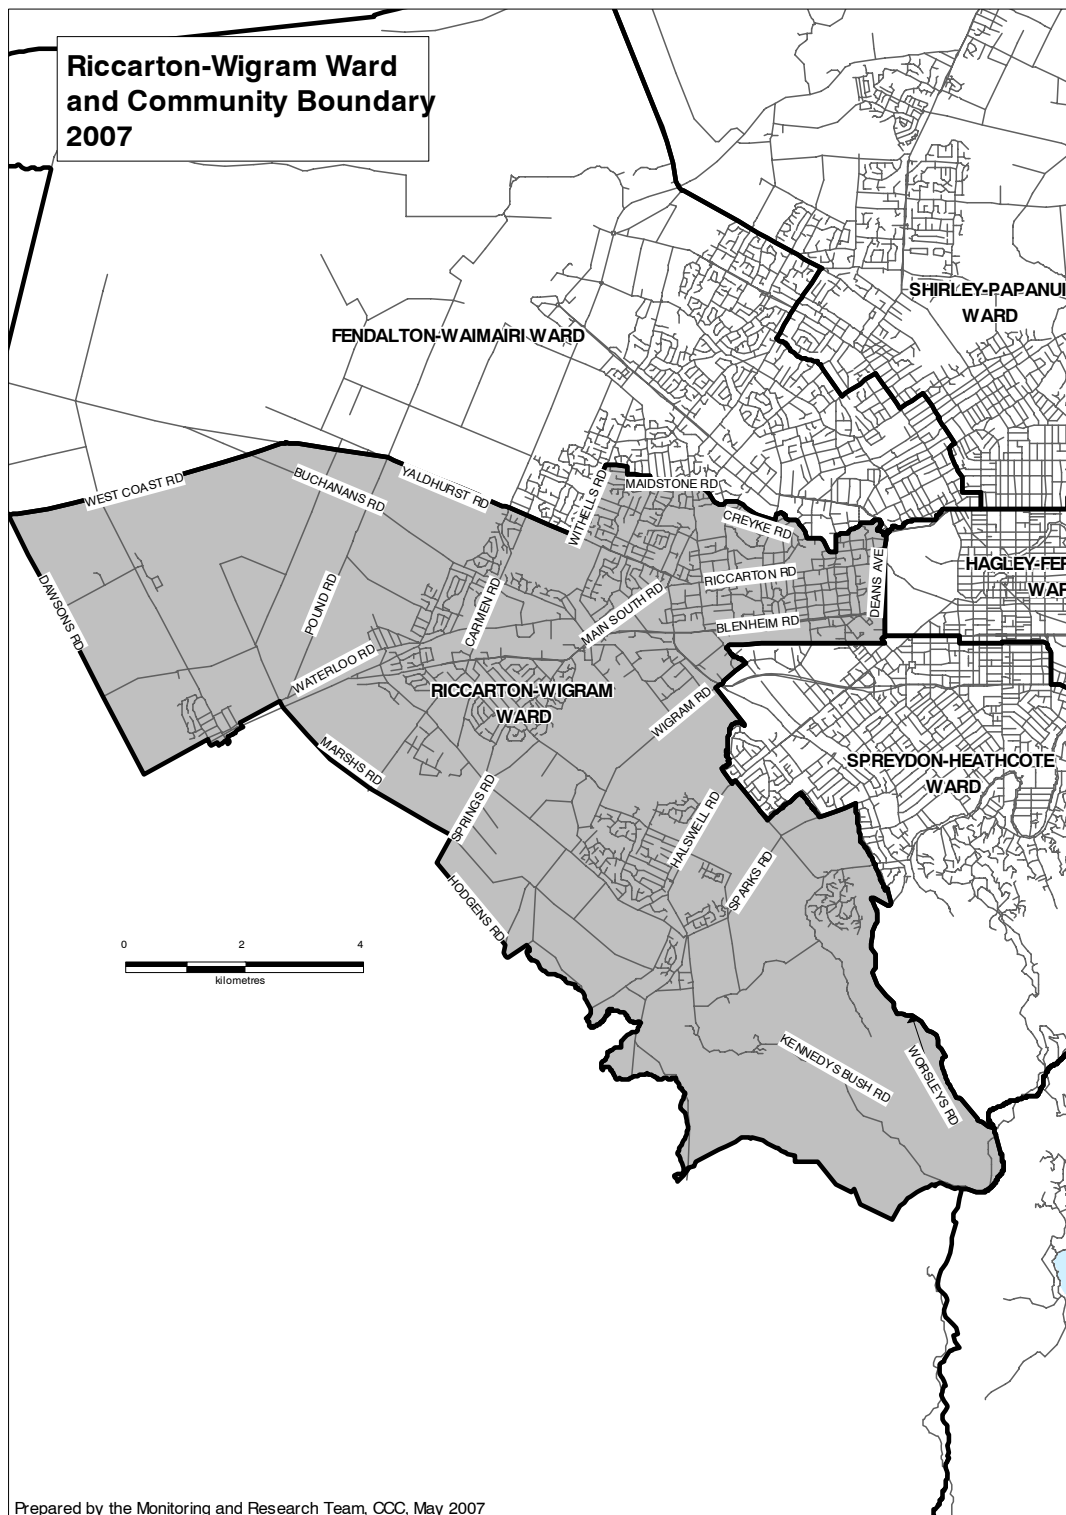 Riccarton-Wigram Ward
and Community Boundary
2007
SHIRLEY-PAPANUI
WARD
FENDALTON-WAIMAIRI WARD
WEST COAST RD
BUCHANANS RD
YALDHURST RD
WITHELLS RD
MAIDSTONE RD
CREYKE RD
RICCARTON RD
DEANS AVE
HAGLEY-FER
WAR
DAWSONS RD
POUND RD
CARMEN RD
MAIN SOUTH RD
BLENHEIM RD
WATERLOO RD
RICCARTON-WIGRAM
WARD
WIGRAM RD
MARSHS RD
SPREYDON-HEATHCOTE
WARD
SPRINGS RD
HALSWELL RD
SPARKS RD
HODGENS RD
0 2 4
kilometres
KENNEDYS BUSH RD
WORSLEYS RD
Prepared by the Monitoring and Research Team, CCC, May 2007